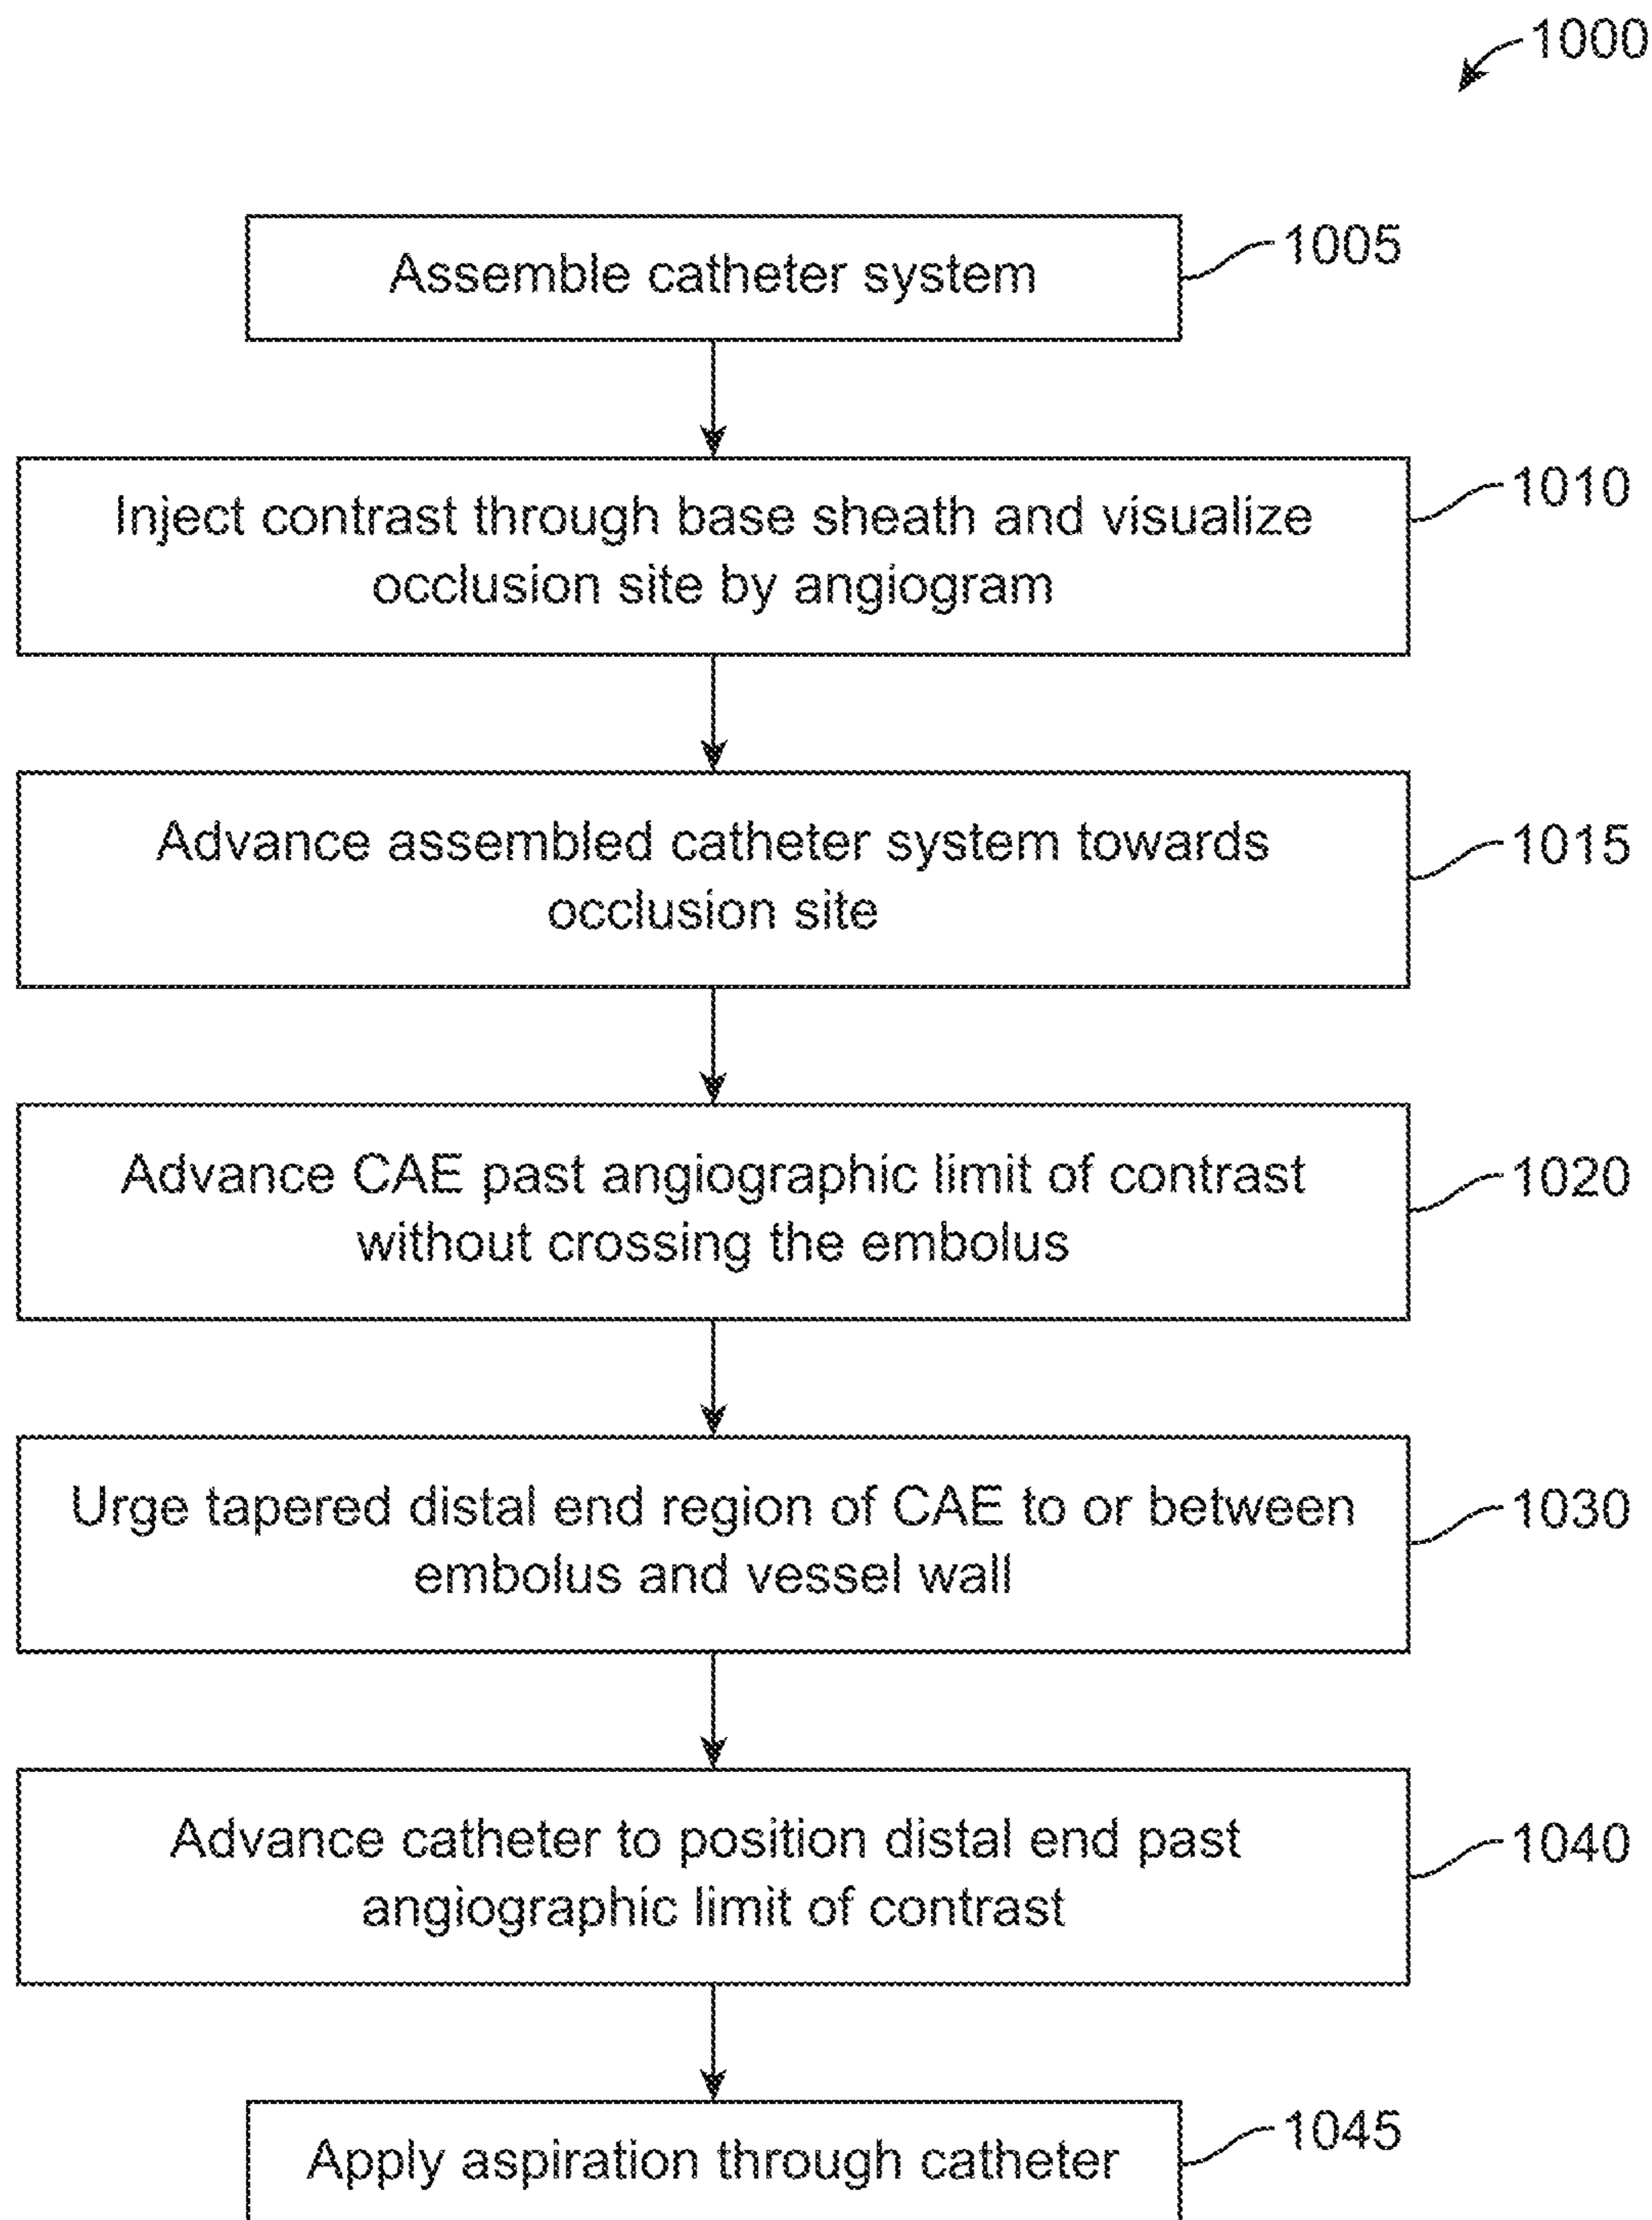 1000
Assemble catheter system
1005
Inject contrast through base sheath and visualize
occlusion site by angiogram
1010
Advance assembled catheter system towards
occlusion site
1015
Advance CAE past angiographic limit of contrast
without crossing the embolus
1020
Urge tapered distal end region of CAE to or between
embolus and vessel wall
1030
Advance catheter to position distal end past
angiographic limit of contrast
1040
Apply aspiration through catheter
1045